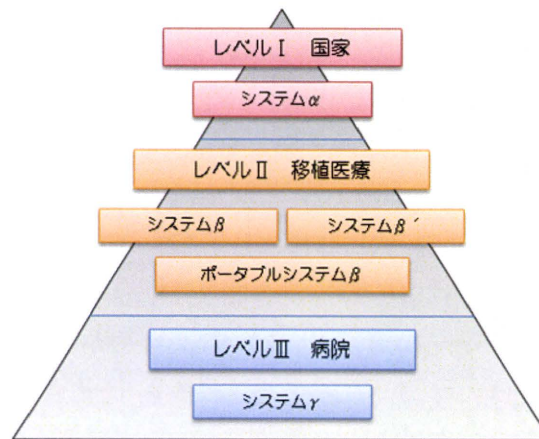 レベルⅠ 国家
システムα
レベルⅡ 移植医療
システムβ
システムβ´
ポータブルシステムβ
レベルⅢ 病院
システムγ